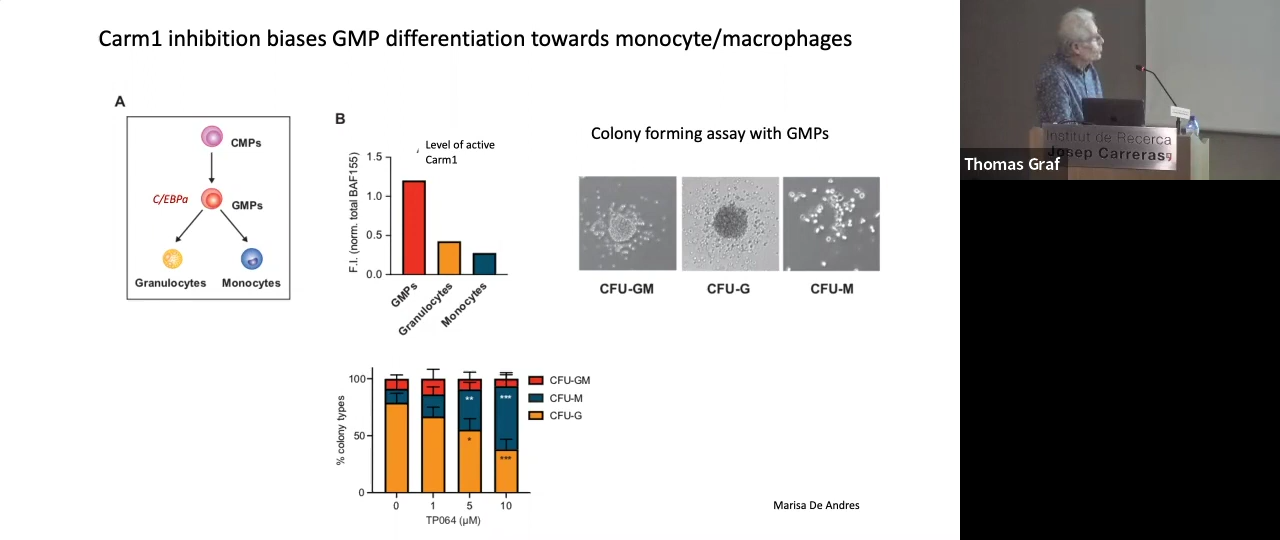 Carm1 inhibition biases GMP differentiation towards monocyte/macrophages
A
CMPs
C/EBPa
GMPs
Granulocytes
Monocytes
B
Level of active
Carm1
F.I. (norm. total BAF155)
1.5
1.0
0.5
0.0
GMPs
Granulocytes
Monocytes
Colony forming assay with GMPs
CFU-GM
CFU-G
CFU-M
% colony types
100
50
0
**
*
***
***
0
1
5
10
TP064 (µM)
CFU-GM
CFU-M
CFU-G
Marisa De Andres
Institut de Recerca
Josep Carreras
Thomas Graf